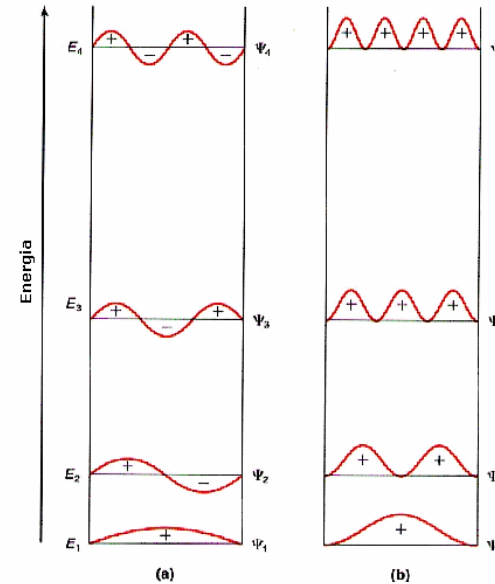 E4 + − + − Ψ4 + + + +
Energia
E3 + − + Ψ3 + + +
E2 + − Ψ2 + +
E1 + Ψ1 +
(a) (b)